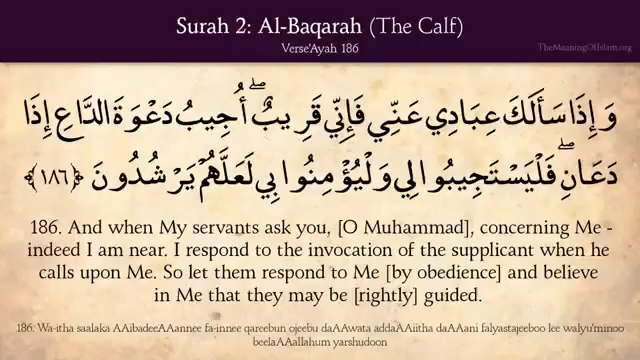 Surah 2: Al-Baqarah (The Calf)
Verse'Ayah 186
TheMeaningOfIslam.org
وَإِذَا سَأَلَكَ عِبَادِي عَنِّي فَإِنِّي قَرِيبٌ ۖ أُجِيبُ دَعْوَةَ الدَّاعِ إِذَا
دَعَانِ ۖ فَلْيَسْتَجِيبُوا لِي وَلْيُؤْمِنُوا بِي لَعَلَّهُمْ يَرْشُدُونَ ﴿١٨٦﴾
186. And when My servants ask you, [O Muhammad], concerning Me -
indeed I am near. I respond to the invocation of the supplicant when he
calls upon Me. So let them respond to Me [by obedience] and believe
in Me that they may be [rightly] guided.
186: Wa-itha saalaka AAibadeeAAannee fa-innee qareebun ojeebu daAAwata addaAAiitha daAAani falyastajeeboo lee walyu'minoo
beelaAAallahum yarshudoon